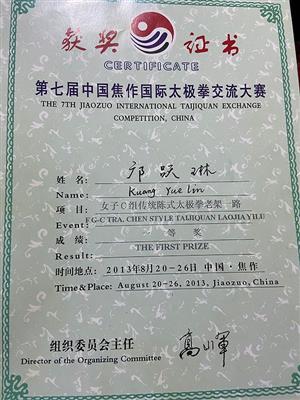 获奖 证书
CERTIFICATE
第七届中国焦作国际太极拳交流大赛
THE 7TH JIAOZUO INTERNATIONAL TAIJIQUAN EXCHANGE
COMPETITION, CHINA
姓名: 邝跃琳
Name: Kuang Yue Lin
项目: 女子C组传统陈式太极拳老架一路
Event: FG-C TRA. CHEN STYLE TAIJIQUAN LAOJIA YI LU
成绩: 一等奖
Result: THE FIRST PRIZE
时间地点: 2013年8月20-26日 中国·焦作
Time & Place: August 20-26, 2013, Jiaozuo, China
组织委员会主任
Director of the Organizing Committee